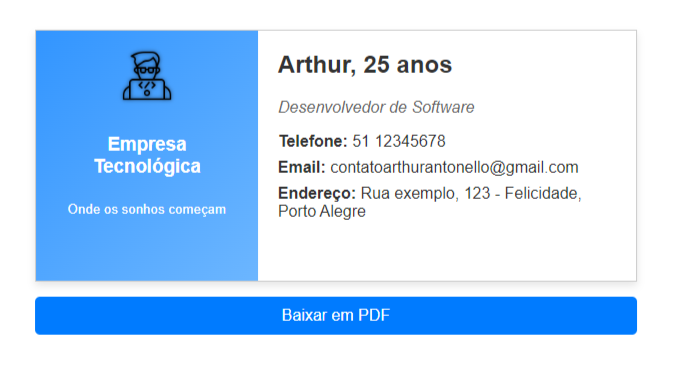 Empresa
Tecnológica
Onde os sonhos começam
Arthur, 25 anos
Desenvolvedor de Software
Telefone: 51 12345678
Email: contatoarthurantonello@gmail.com
Endereço: Rua exemplo, 123 - Felicidade,
Porto Alegre
Baixar em PDF